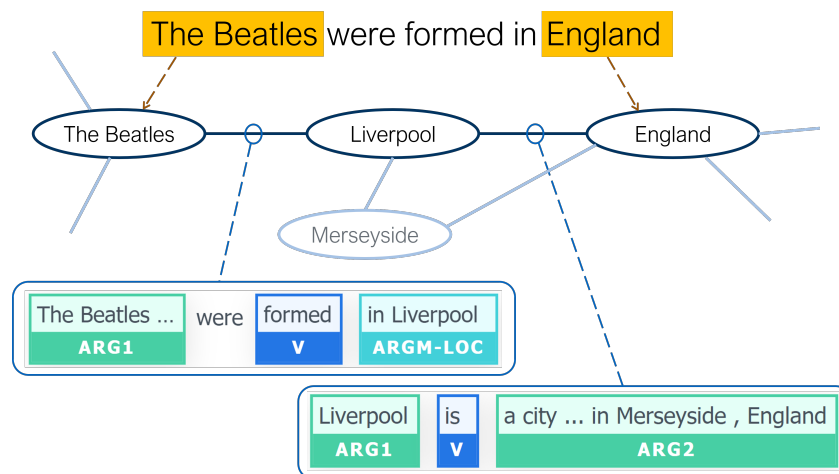 The Beatles were formed in England
The Beatles Liverpool England
Merseyside
The Beatles ... were formed in Liverpool
ARG1 V ARGM-LOC
Liverpool is a city ... in Merseyside , England
ARG1 V ARG2